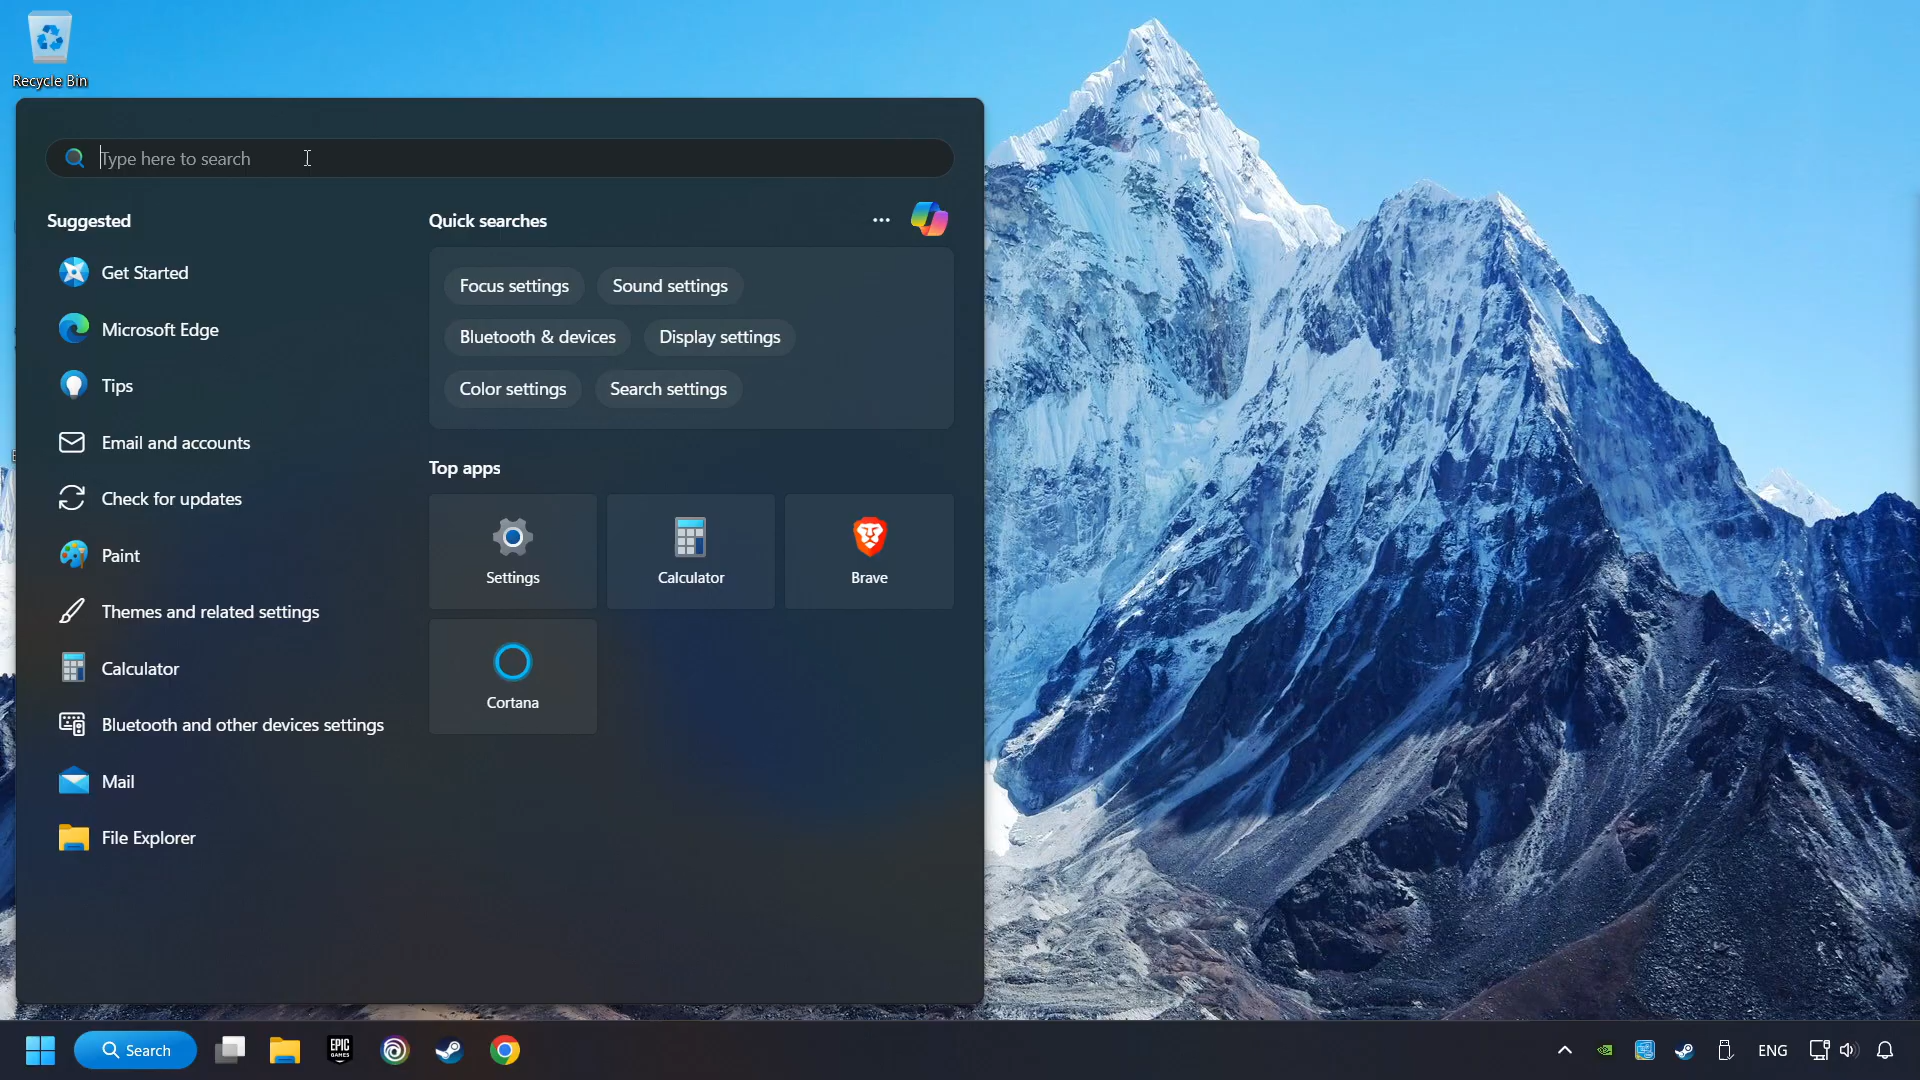 Recycle Bin
Type here to search
Suggested
Get Started
Microsoft Edge
Tips
Email and accounts
Check for updates
Paint
Themes and related settings
Calculator
Bluetooth and other devices settings
Mail
File Explorer
Quick searches
Focus settings
Sound settings
Bluetooth & devices
Display settings
Color settings
Search settings
Top apps
Settings
Calculator
Brave
Cortana
Search
EPIC
GAMES
ENG